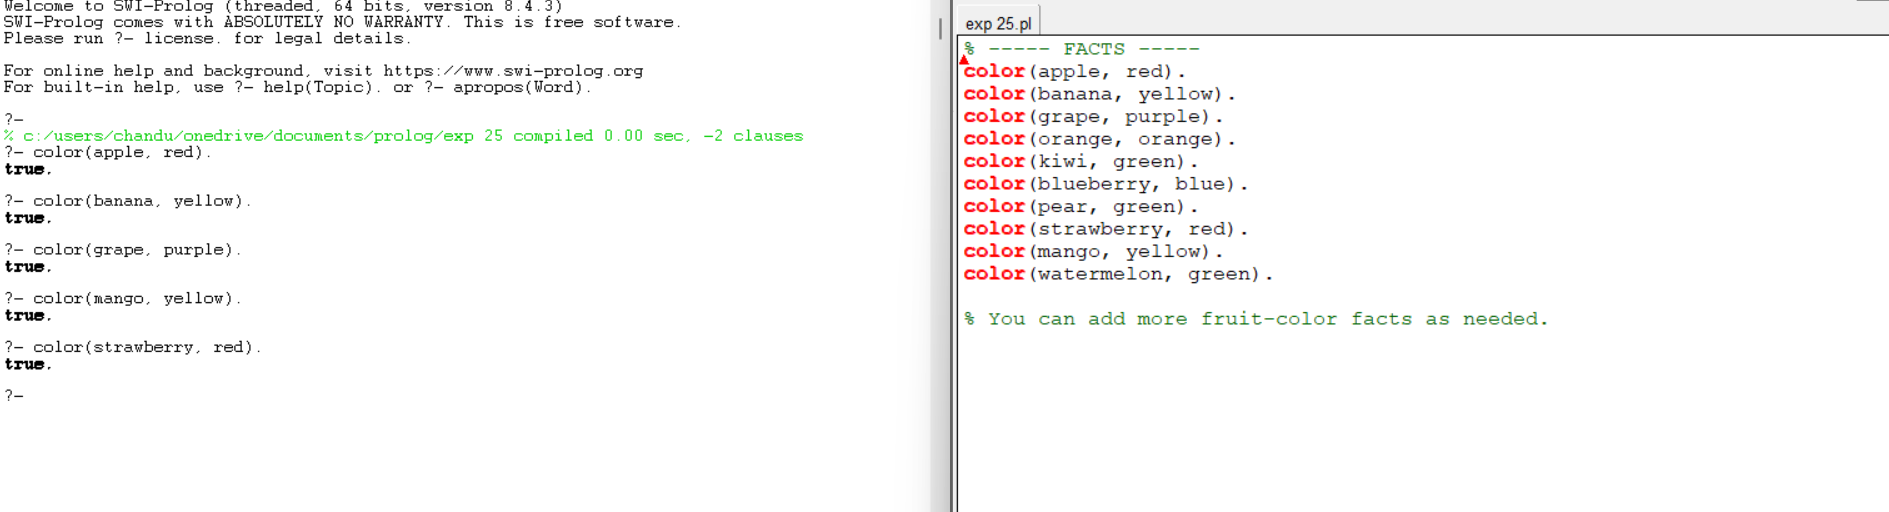 Welcome to SWI-Prolog (threaded, 64 bits, version 8.4.3)
SWI-Prolog comes with ABSOLUTELY NO WARRANTY. This is free software.
Please run ?- license. for legal details.

For online help and background, visit https://www.swi-prolog.org
For built-in help, use ?- help(Topic). or ?- apropos(Word).

?-
% c:/users/chandu/onedrive/documents/prolog/exp 25 compiled 0.00 sec, -2 clauses
?- color(apple, red).
true.

?- color(banana, yellow).
true.

?- color(grape, purple).
true.

?- color(mango, yellow).
true.

?- color(strawberry, red).
true.

?-

exp 25.pl
% ----- FACTS -----
color(apple, red).
color(banana, yellow).
color(grape, purple).
color(orange, orange).
color(kiwi, green).
color(blueberry, blue).
color(pear, green).
color(strawberry, red).
color(mango, yellow).
color(watermelon, green).

% You can add more fruit-color facts as needed.